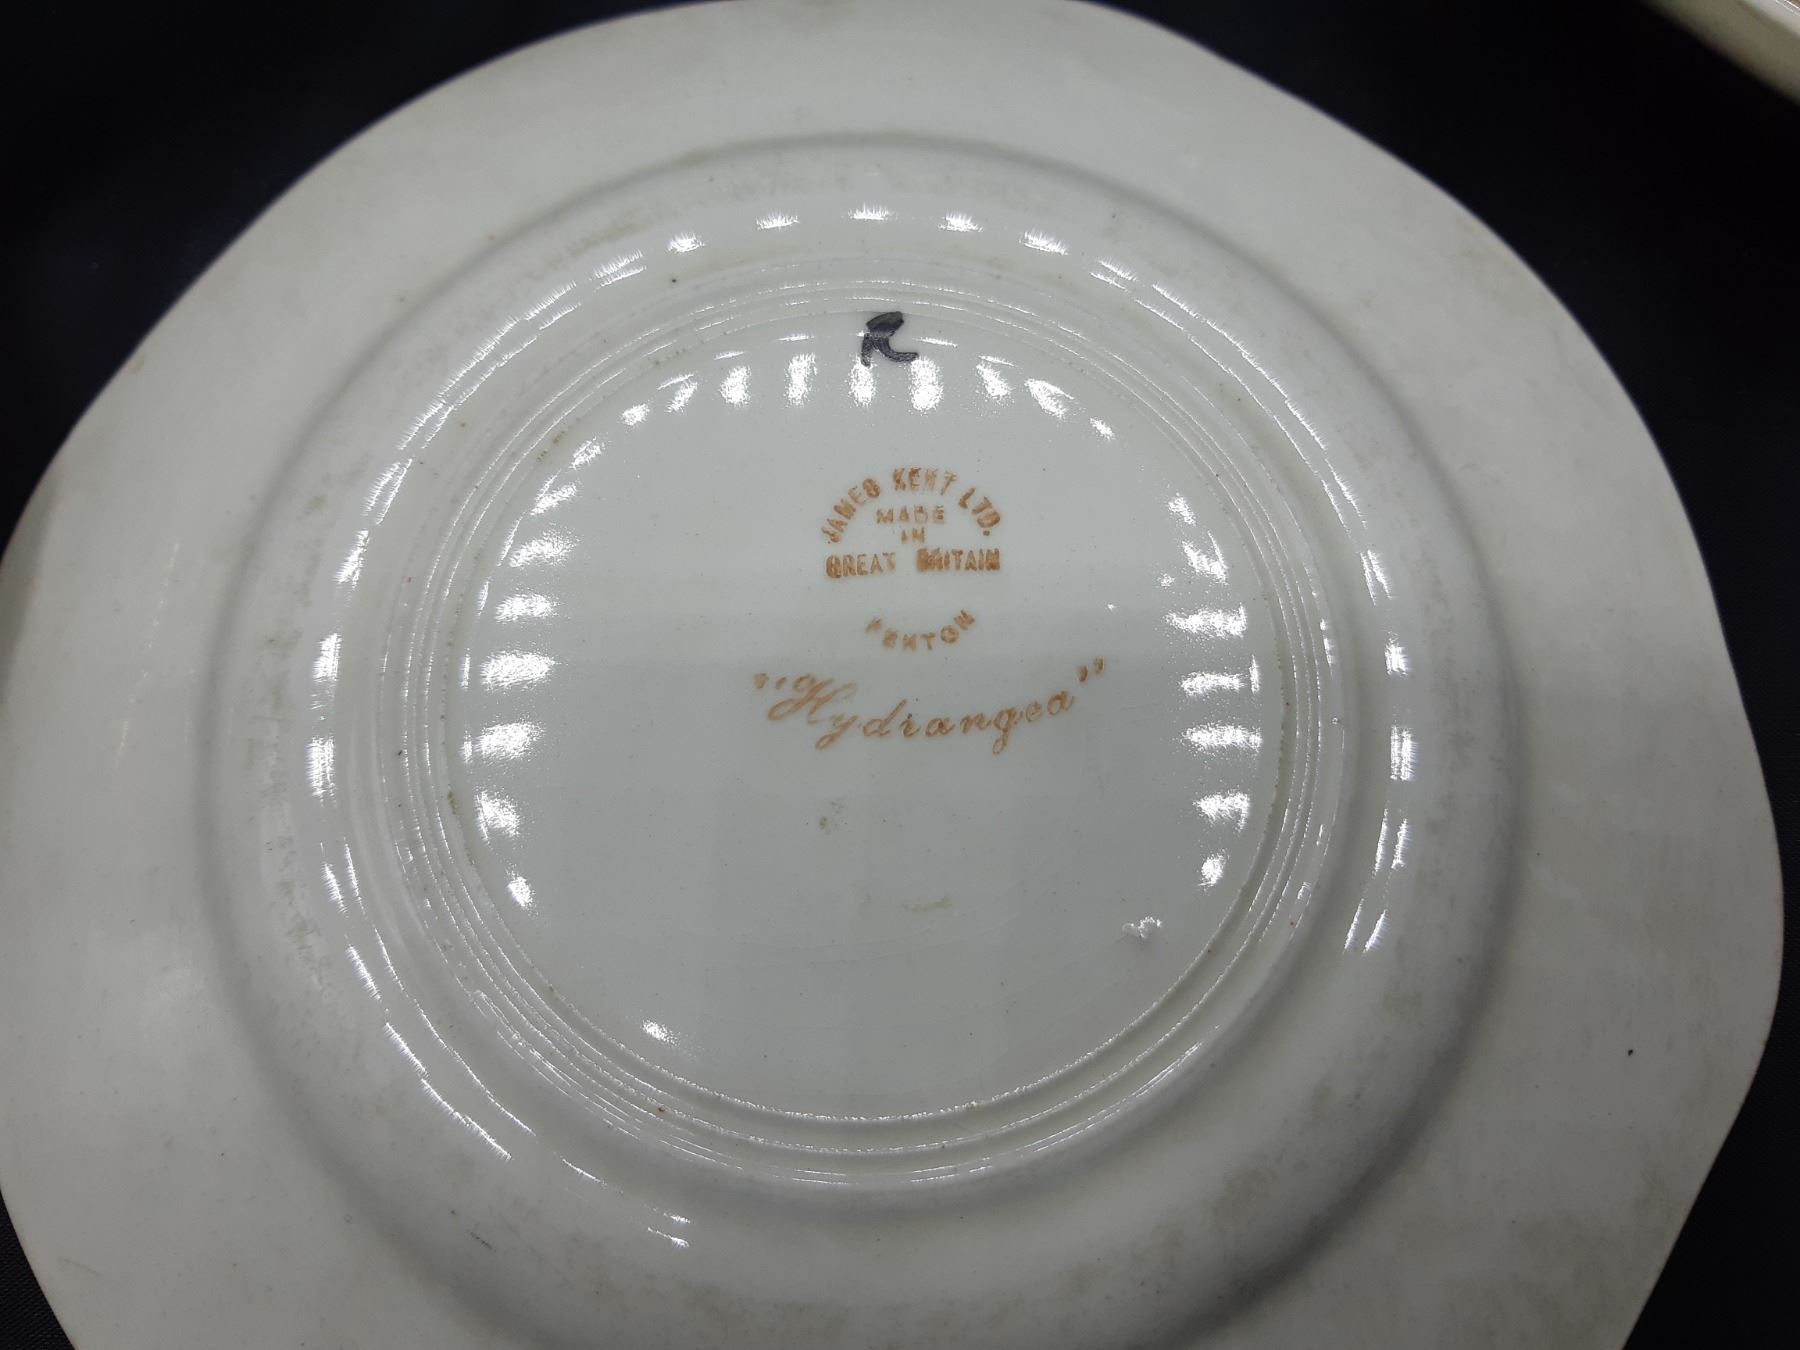 R
JAMES KENT LTD.
MADE
IN
GREAT BRITAIN
FENTON
"Hydrangea"